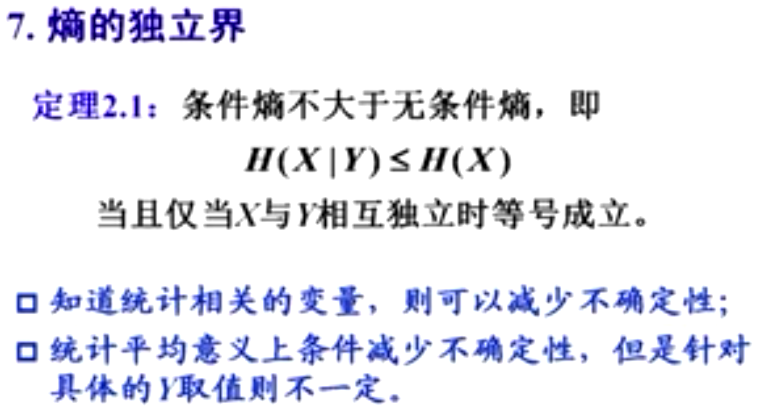 7. 熵的独立界
定理2.1：条件熵不大于无条件熵，即
H(X|Y)≤H(X)
当且仅当X与Y相互独立时等号成立。
知道统计相关的变量，则可以减少不确定性；
统计平均意义上条件减少不确定性，但是针对
具体的Y取值则不一定。